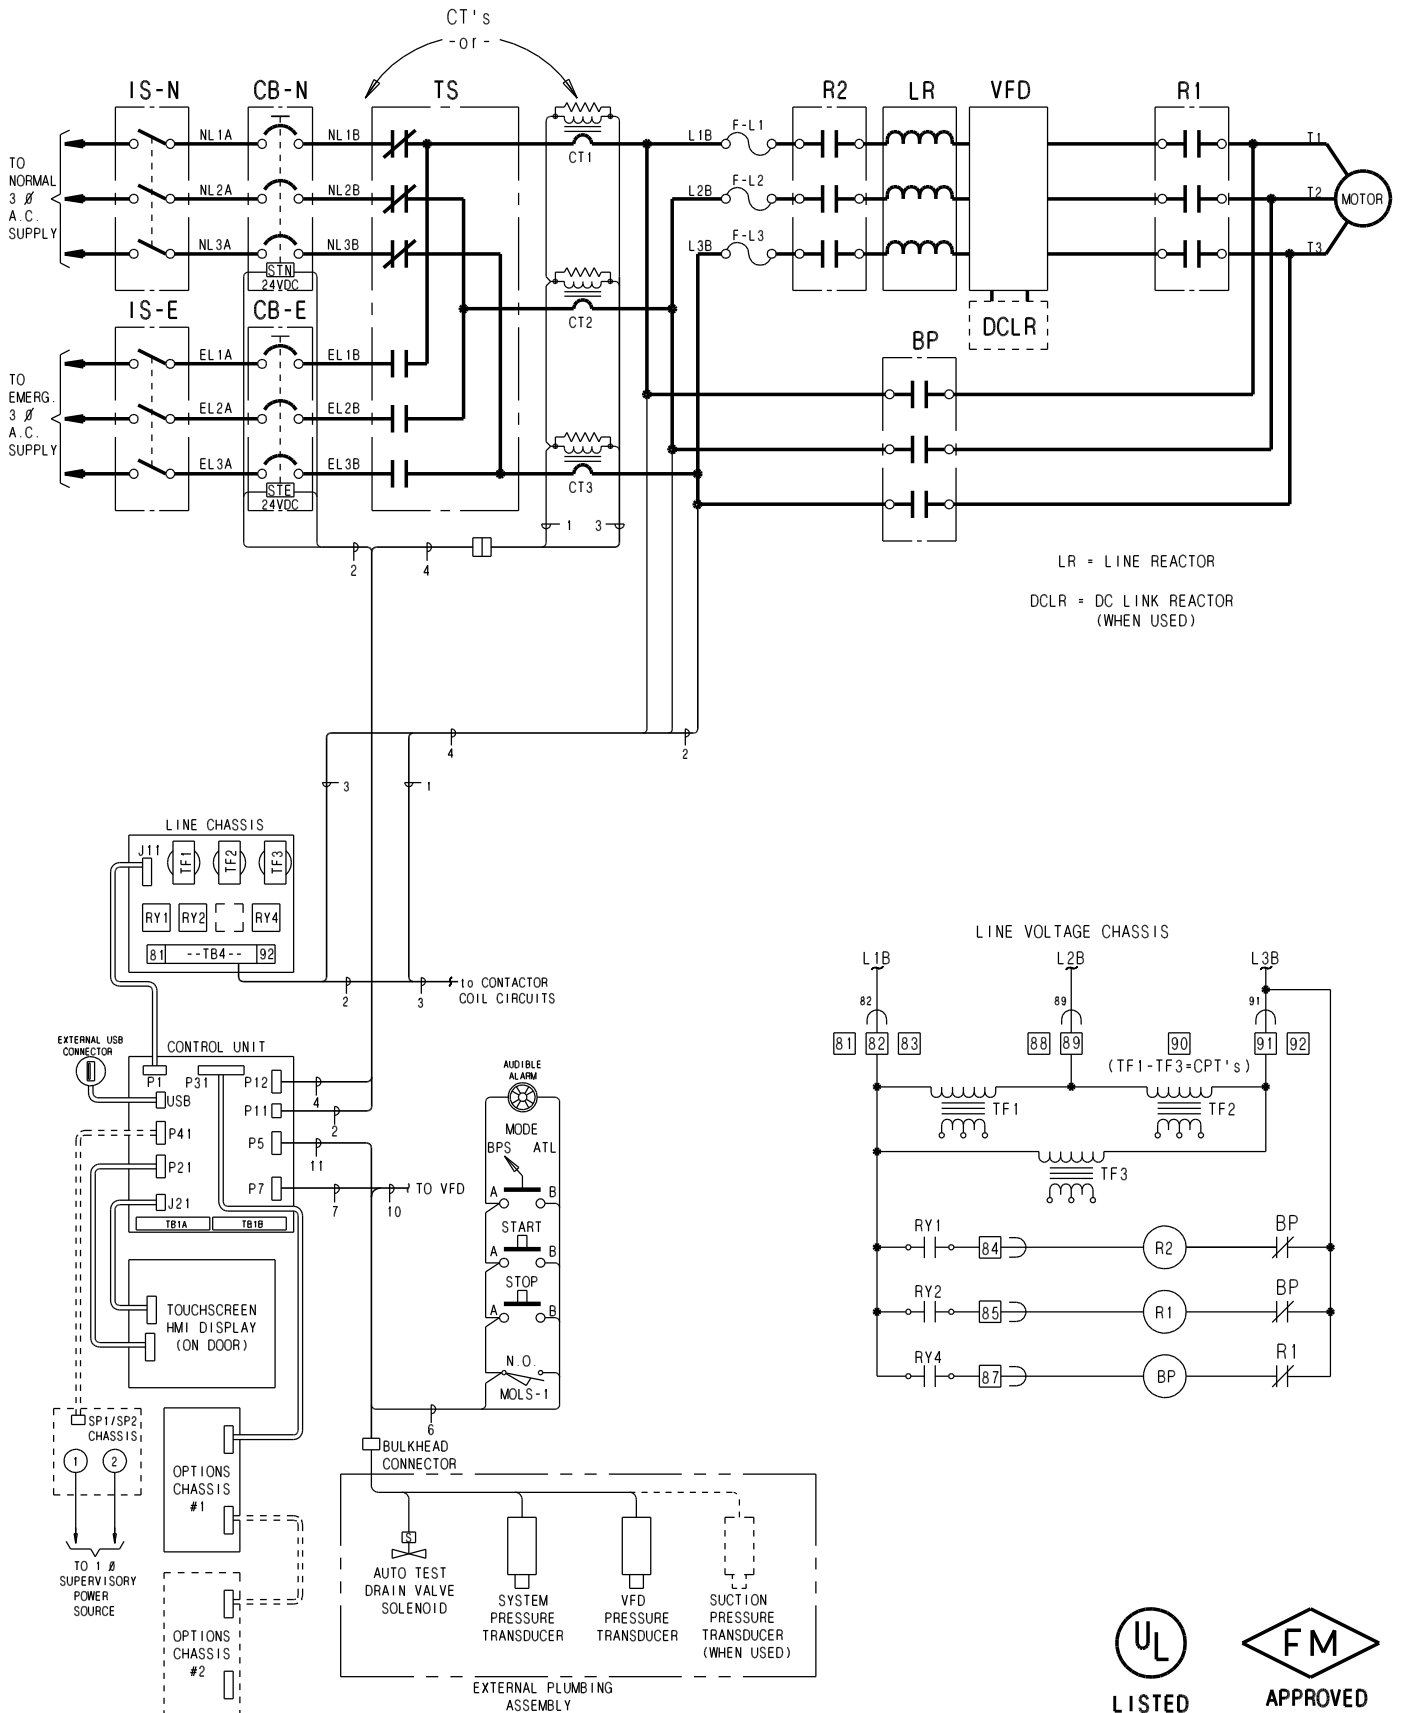 CT's
-or-
IS-N
CB-N
TS
R2
LR
VFD
R1
TO
NORMAL
3 Ø
A.C.
SUPPLY
NL1A
NL1B
NL2A
NL2B
NL3A
NL3B
STN
24VDC
CT1
CT2
CT3
L1B
F-L1
L2B
F-L2
L3B
F-L3
T1
T2
T3
MOTOR
DCLR
IS-E
CB-E
BP
TO
EMERG.
3 Ø
A.C.
SUPPLY
EL1A
EL1B
EL2A
EL2B
EL3A
EL3B
STE
24VDC
1
3
2
4
LR = LINE REACTOR
DCLR = DC LINK REACTOR
(WHEN USED)
4
2
3
1
LINE CHASSIS
J11
TF1
TF2
TF3
RY1
RY2
RY4
81
--TB4--
92
2
3
to CONTACTOR
COIL CIRCUITS
EXTERNAL USB
CONNECTOR
CONTROL UNIT
P1
P31
P12
USB
P11
P41
P5
P21
P7
J21
TB1A
TB1B
4
2
11
7
10
TO VFD
AUDIBLE
ALARM
MODE
BPS
ATL
A
B
START
A
B
STOP
A
B
N.O.
MOLS-1
6
TOUCHSCREEN
HMI DISPLAY
(ON DOOR)
SP1/SP2
CHASSIS
1
2
TO 1 Ø
SUPERVISORY
POWER
SOURCE
OPTIONS
CHASSIS
#1
OPTIONS
CHASSIS
#2
BULKHEAD
CONNECTOR
S
AUTO TEST
DRAIN VALVE
SOLENOID
SYSTEM
PRESSURE
TRANSDUCER
VFD
PRESSURE
TRANSDUCER
SUCTION
PRESSURE
TRANSDUCER
(WHEN USED)
EXTERNAL PLUMBING
ASSEMBLY
LINE VOLTAGE CHASSIS
L1B
L2B
L3B
82
89
91
81
82
83
88
89
90
91
92
(TF1-TF3=CPT's)
TF1
TF2
TF3
RY1
84
R2
BP
RY2
85
R1
BP
RY4
87
BP
R1
UL
LISTED
FM
APPROVED